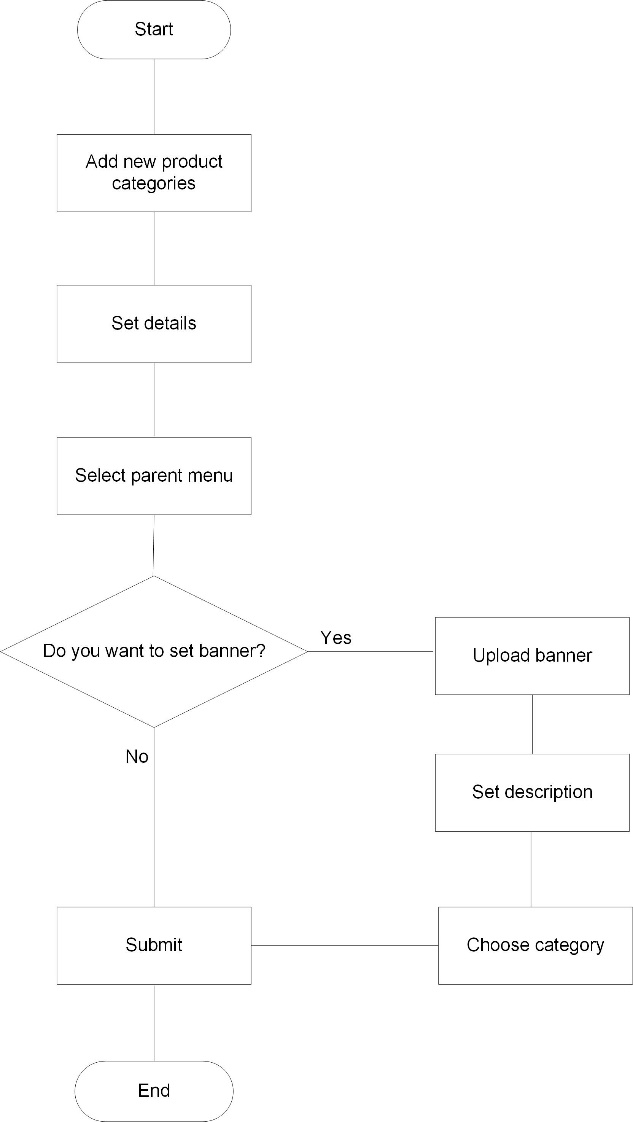 Start
Add new product
categories
Set details
Select parent menu
Do you want to set banner?
Yes
Upload banner
No
Set description
Submit
Choose category
End